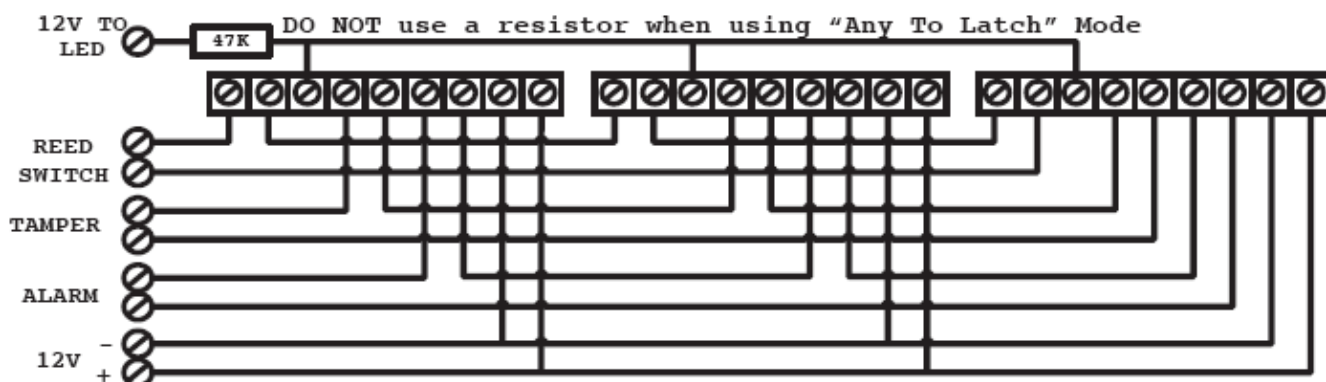 12V TO
LED
47K
DO NOT use a resistor when using “Any To Latch” Mode
REED
SWITCH
TAMPER
ALARM
12V
-
+